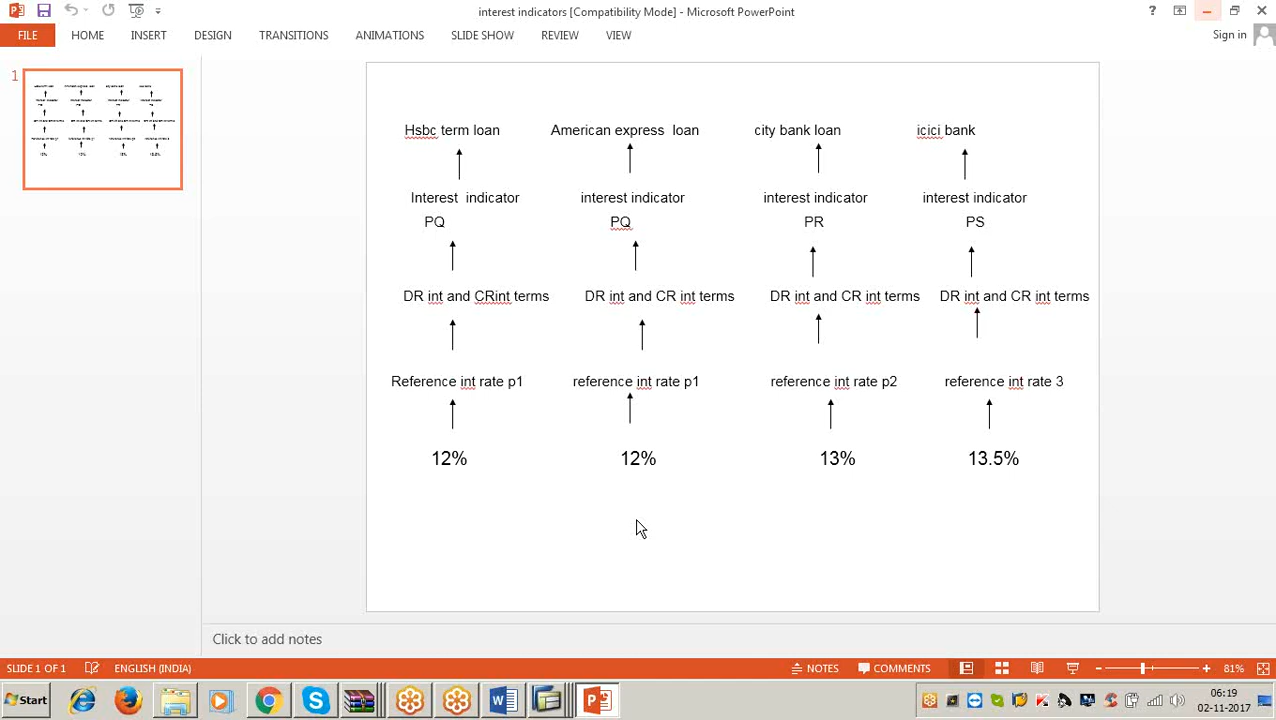 interest indicators [Compatibility Mode] - Microsoft PowerPoint
?
FILE HOME INSERT DESIGN TRANSITIONS ANIMATIONS SLIDE SHOW REVIEW VIEW Sign in
1
Hsbc term loan American express loan city bank loan icici bank
Interest indicator interest indicator interest indicator interest indicator
PQ PQ PR PS
DR int and CRint terms DR int and CR int terms DR int and CR int terms DR int and CR int terms
Reference int rate p1 reference int rate p1 reference int rate p2 reference int rate 3
12% 12% 13% 13.5%
Click to add notes
SLIDE 1 OF 1 ENGLISH (INDIA) NOTES COMMENTS 81%
Start 06:19
02-11-2017